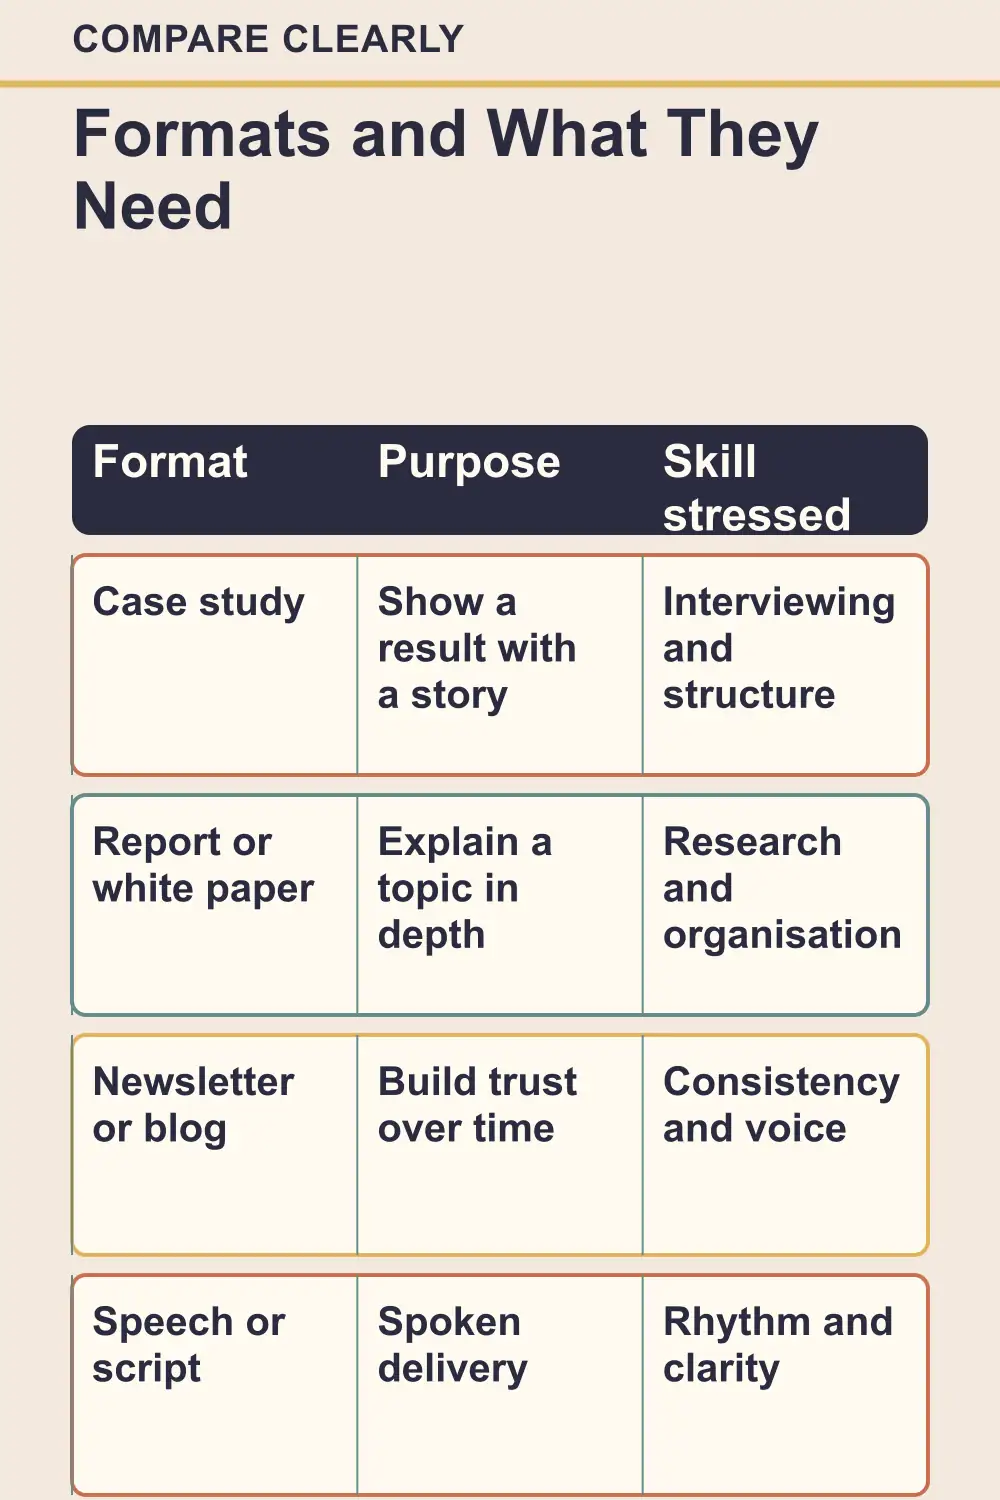 COMPARE CLEARLY
Formats and What They
Need
Format
Purpose
Skill
stressed
Case study
Show a
result with
a story
Interviewing
and
structure
Report or
white paper
Explain a
topic in
depth
Research
and
organisation
Newsletter
or blog
Build trust
over time
Consistency
and voice
Speech or
script
Spoken
delivery
Rhythm and
clarity